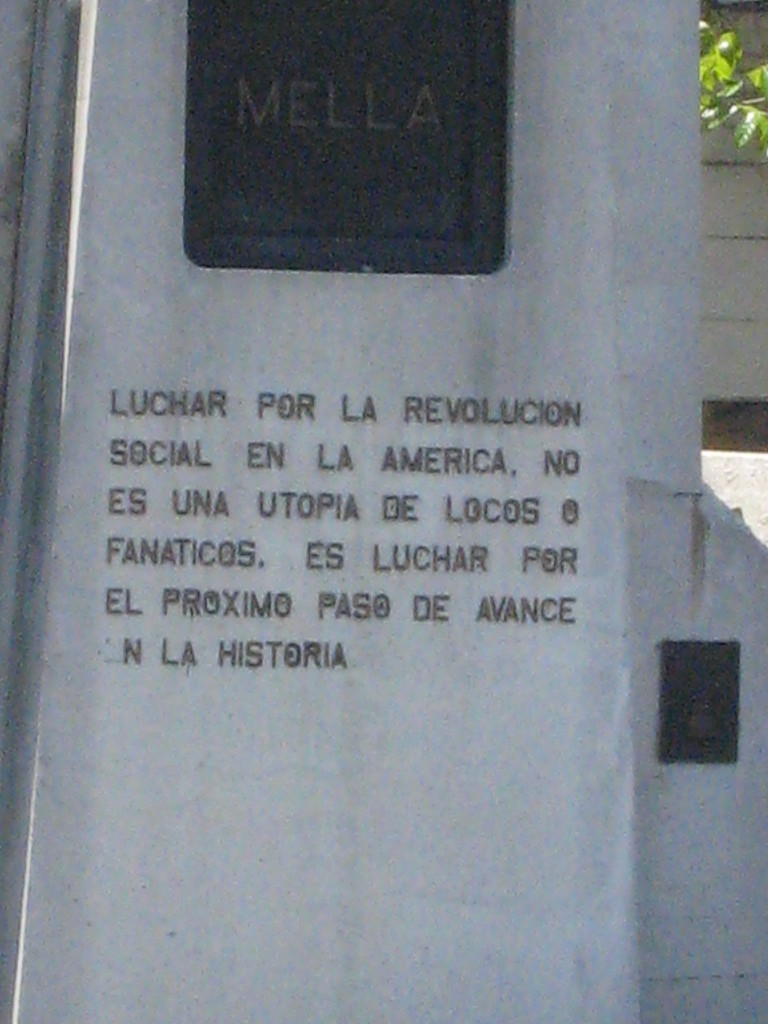 MELLA
LUCHAR POR LA REVOLUCION
SOCIAL EN LA AMERICA, NO
ES UNA UTOPIA DE LOCOS O
FANATICOS. ES LUCHAR POR
EL PROXIMO PASO DE AVANCE
N LA HISTORIA